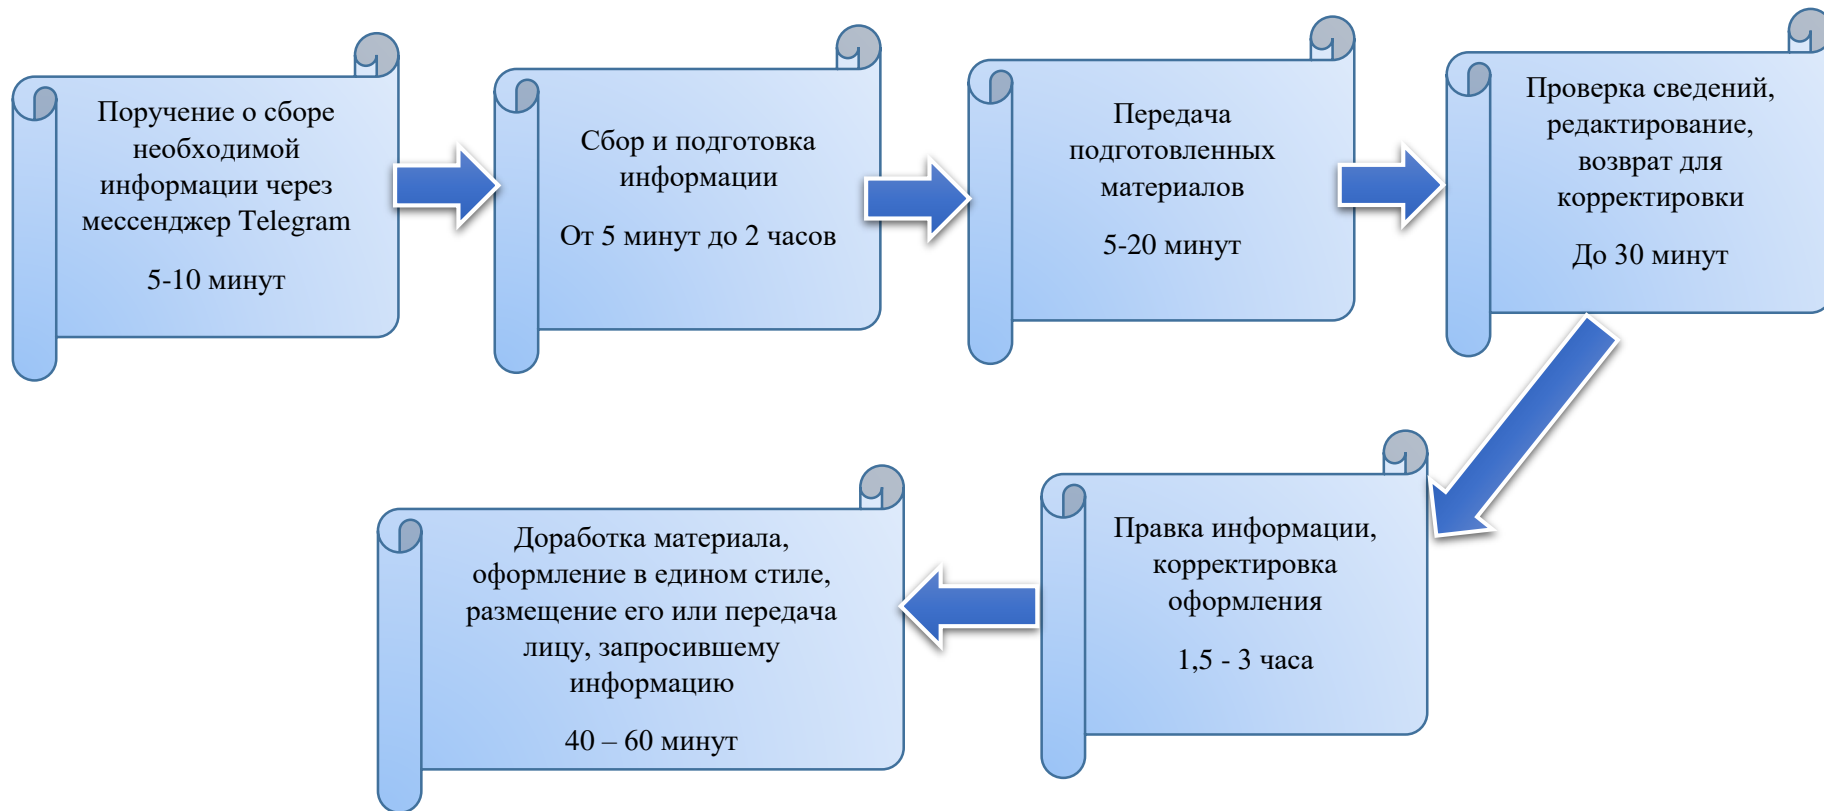 Поручение о сборе
необходимой
информации через
мессенджер Telegram
5-10 минут
Сбор и подготовка
информации
От 5 минут до 2 часов
Передача
подготовленных
материалов
5-20 минут
Проверка сведений,
редактирование,
возврат для
корректировки
До 30 минут
Правка информации,
корректировка
оформления
1,5 - 3 часа
Доработка материала,
оформление в едином стиле,
размещение его или передача
лицу, запросившему
информацию
40 – 60 минут